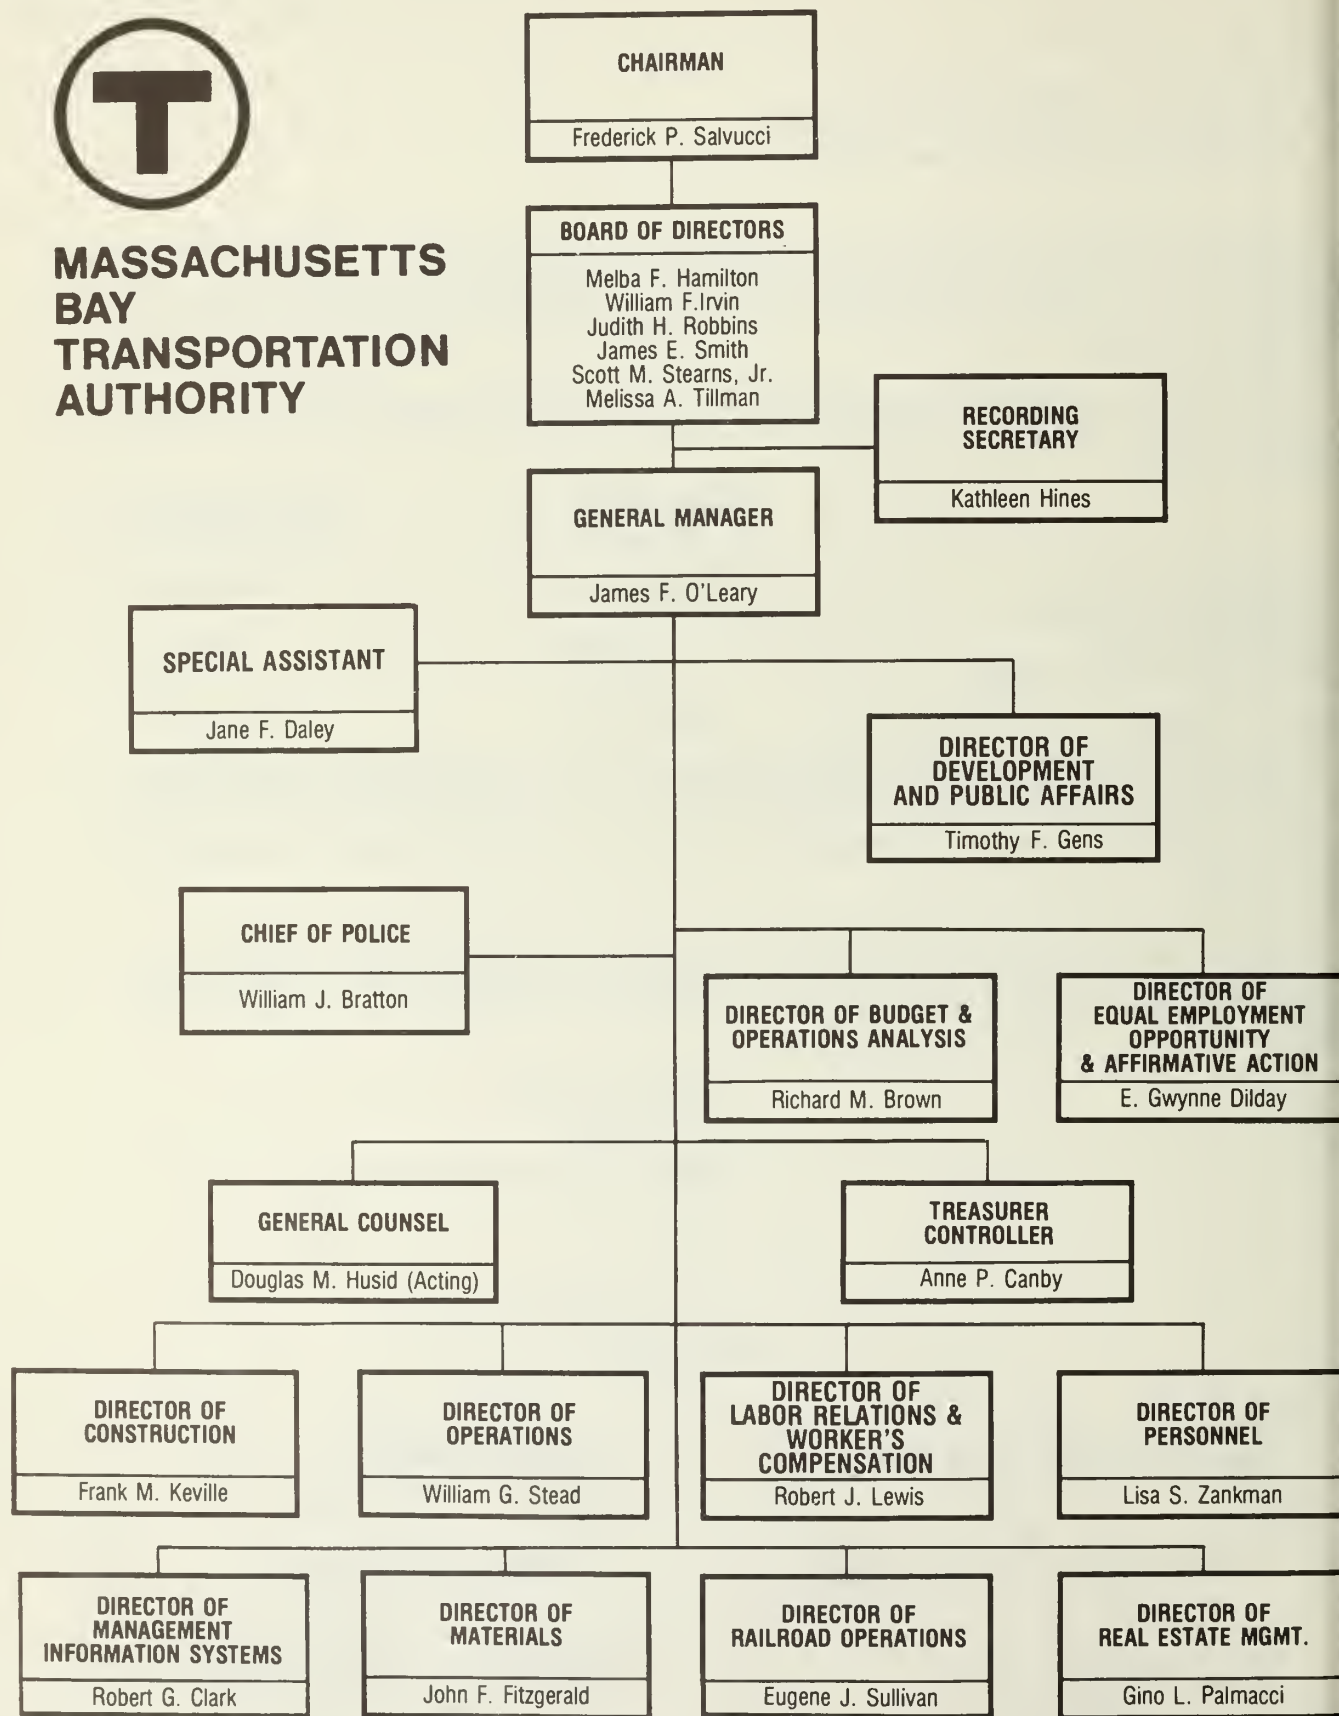 T
MASSACHUSETTS
BAY
TRANSPORTATION
AUTHORITY
CHAIRMAN
Frederick P. Salvucci
BOARD OF DIRECTORS
Melba F. Hamilton
William F.Irvin
Judith H. Robbins
James E. Smith
Scott M. Stearns, Jr.
Melissa A. Tillman
RECORDING
SECRETARY
Kathleen Hines
GENERAL MANAGER
James F. O'Leary
SPECIAL ASSISTANT
Jane F. Daley
DIRECTOR OF
DEVELOPMENT
AND PUBLIC AFFAIRS
Timothy F. Gens
CHIEF OF POLICE
William J. Bratton
DIRECTOR OF BUDGET &
OPERATIONS ANALYSIS
Richard M. Brown
DIRECTOR OF
EQUAL EMPLOYMENT
OPPORTUNITY
& AFFIRMATIVE ACTION
E. Gwynne Dilday
GENERAL COUNSEL
Douglas M. Husid (Acting)
TREASURER
CONTROLLER
Anne P. Canby
DIRECTOR OF
CONSTRUCTION
Frank M. Keville
DIRECTOR OF
OPERATIONS
William G. Stead
DIRECTOR OF
LABOR RELATIONS &
WORKER'S
COMPENSATION
Robert J. Lewis
DIRECTOR OF
PERSONNEL
Lisa S. Zankman
DIRECTOR OF
MANAGEMENT
INFORMATION SYSTEMS
Robert G. Clark
DIRECTOR OF
MATERIALS
John F. Fitzgerald
DIRECTOR OF
RAILROAD OPERATIONS
Eugene J. Sullivan
DIRECTOR OF
REAL ESTATE MGMT.
Gino L. Palmacci